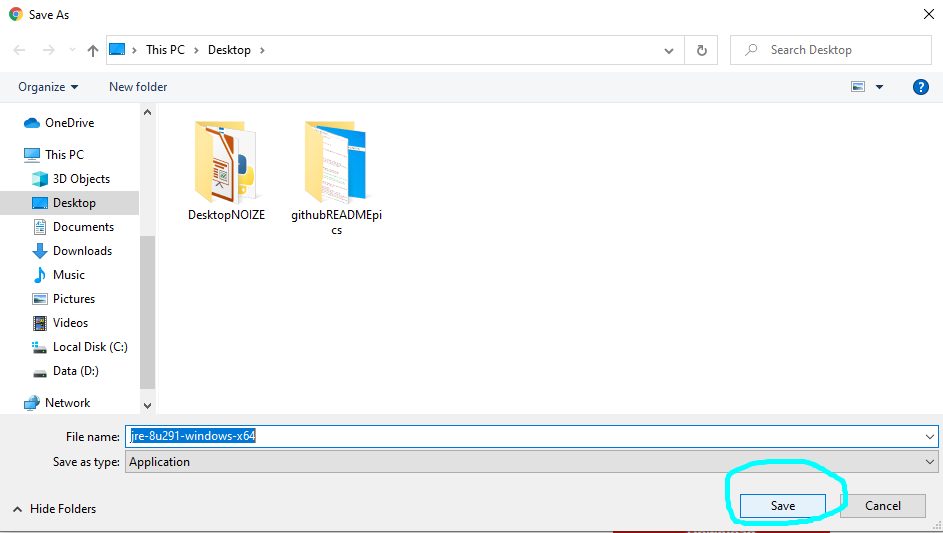 Save As
This PC
Desktop
Search Desktop
Organize
New folder
?
OneDrive
This PC
3D Objects
Desktop
Documents
Downloads
Music
Pictures
Videos
Local Disk (C:)
Data (D:)
Network
DesktopNOIZE
githubREADMEpi
cs
File name: jre-8u291-windows-x64
Save as type: Application
Hide Folders
Save
Cancel